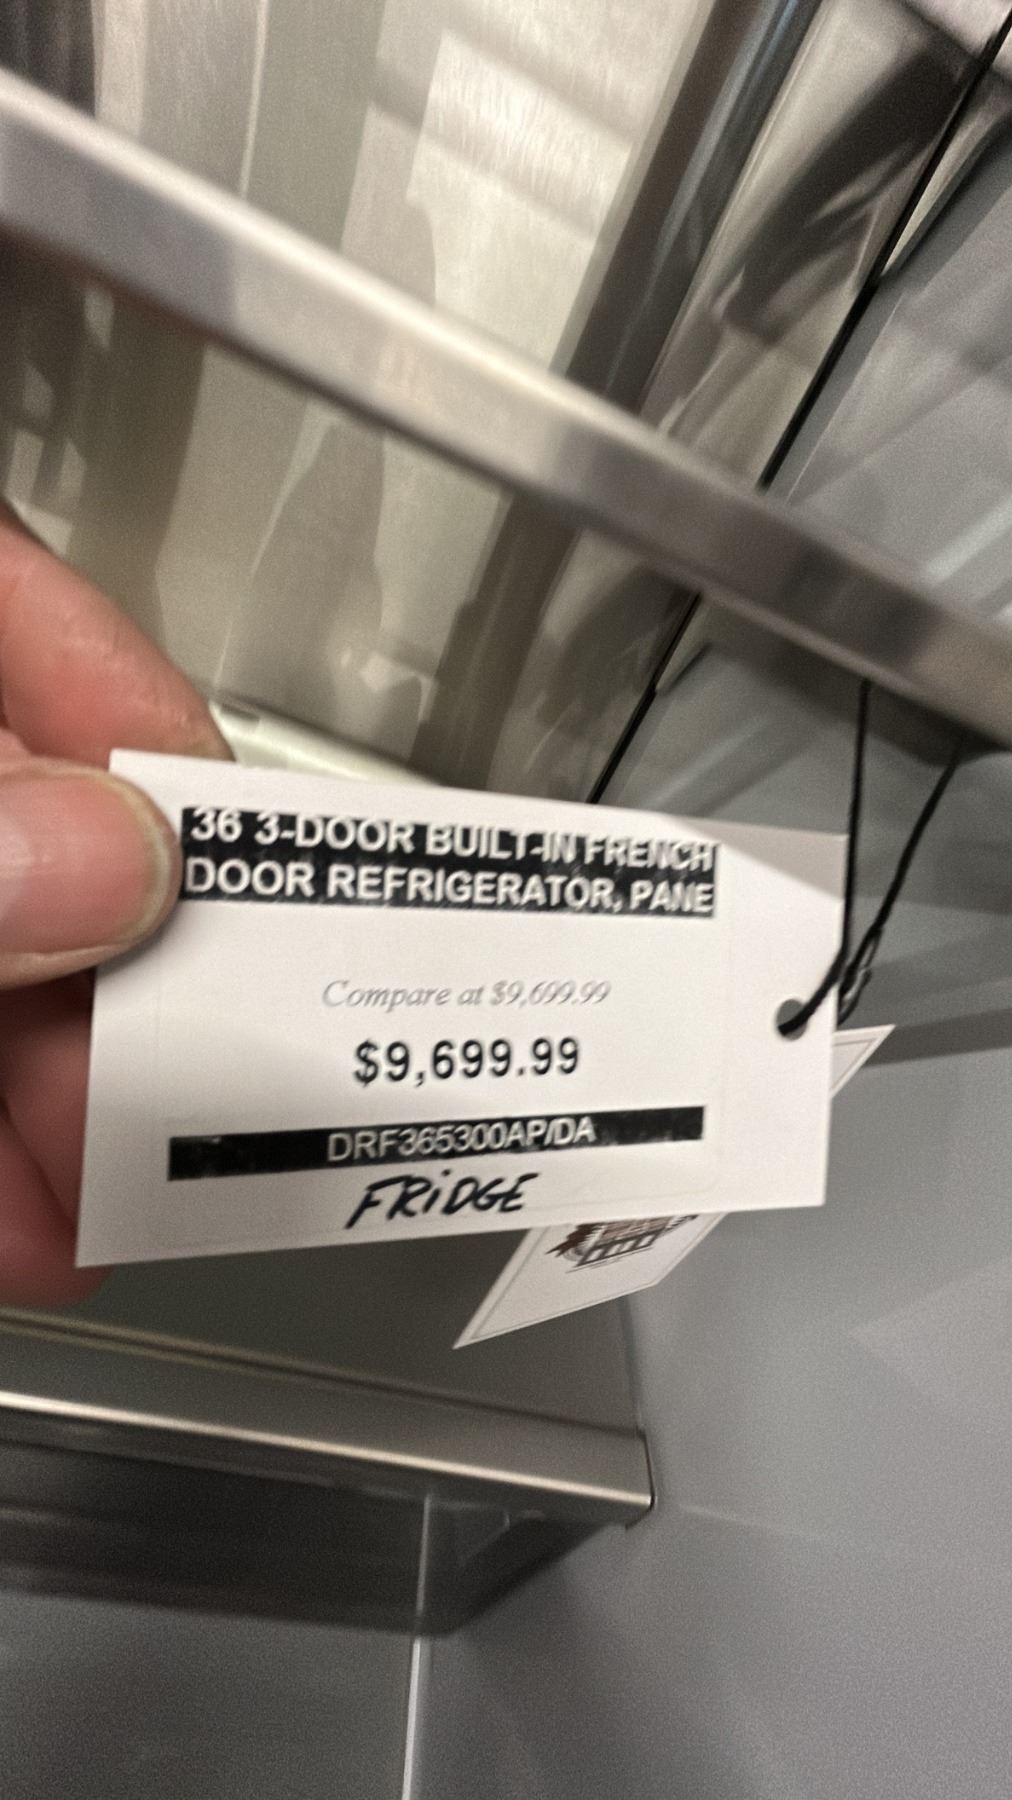 36 3-DOOR BUILT-IN FRENCH
DOOR REFRIGERATOR, PANE
Compare at $9,699.99
$9,699.99
DRF365300AP/DA
FRiDGE